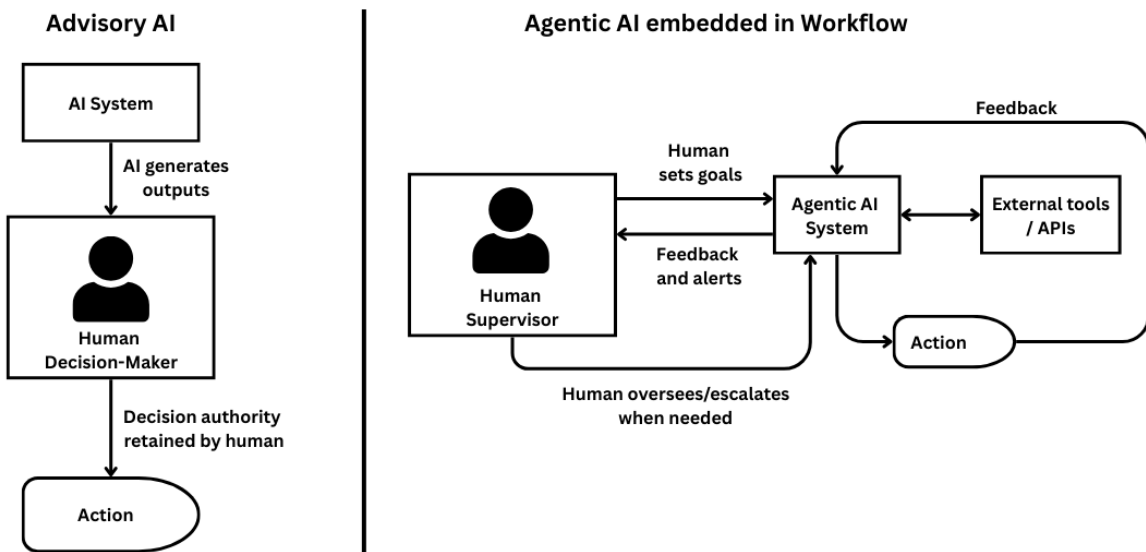 Advisory AI
AI System
AI generates
outputs
Human
Decision-Maker
Decision authority
retained by human
Action
Agentic AI embedded in Workflow
Feedback
Human
sets goals
Agentic AI
System
External tools
/ APIs
Feedback
and alerts
Human
Supervisor
Action
Human oversees/escalates
when needed